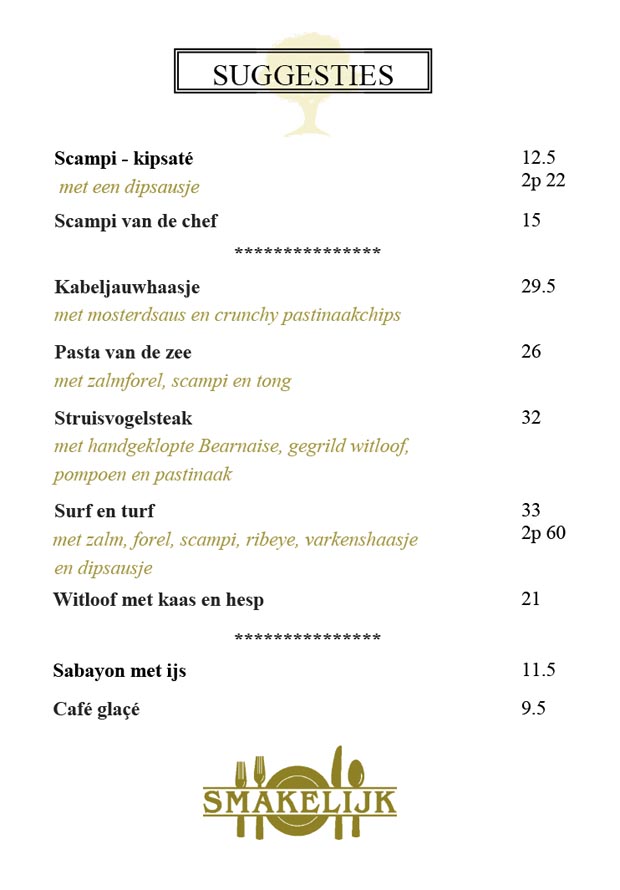 SUGGESTIES
Scampi - kipsaté 12.5
met een dipsausje 2p 22
Scampi van de chef 15
***************
Kabeljauwhaasje 29.5
met mosterdsaus en crunchy pastinaakchips
Pasta van de zee 26
met zalmforel, scampi en tong
Struisvogelsteak 32
met handgeklopte Bearnaise, gegrild witloof,
pompoen en pastinaak
Surf en turf 33
met zalm, forel, scampi, ribeye, varkenshaasje 2p 60
en dipsausje
Witloof met kaas en hesp 21
***************
Sabayon met ijs 11.5
Café glaçé 9.5
SMAKELIJK